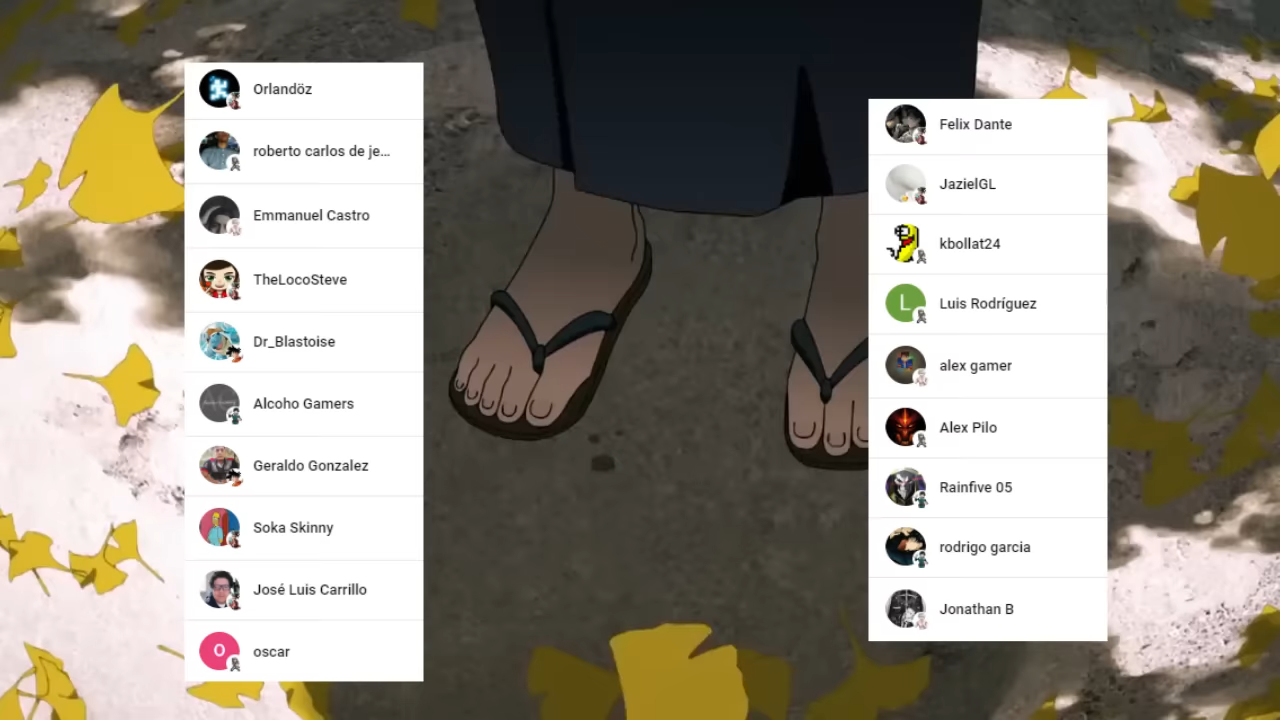 Orlandöz
roberto carlos de je...
Emmanuel Castro
TheLocoSteve
Dr_Blastoise
Alcoho Gamers
Geraldo Gonzalez
Soka Skinny
José Luis Carrillo
O
oscar
Felix Dante
JazielGL
kbollat24
L
Luis Rodríguez
alex gamer
Alex Pilo
Rainfive 05
rodrigo garcia
Jonathan B